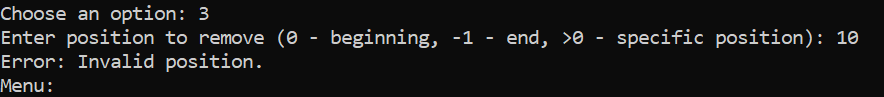 Choose an option: 3
Enter position to remove (0 - beginning, -1 - end, >0 - specific position): 10
Error: Invalid position.
Menu: